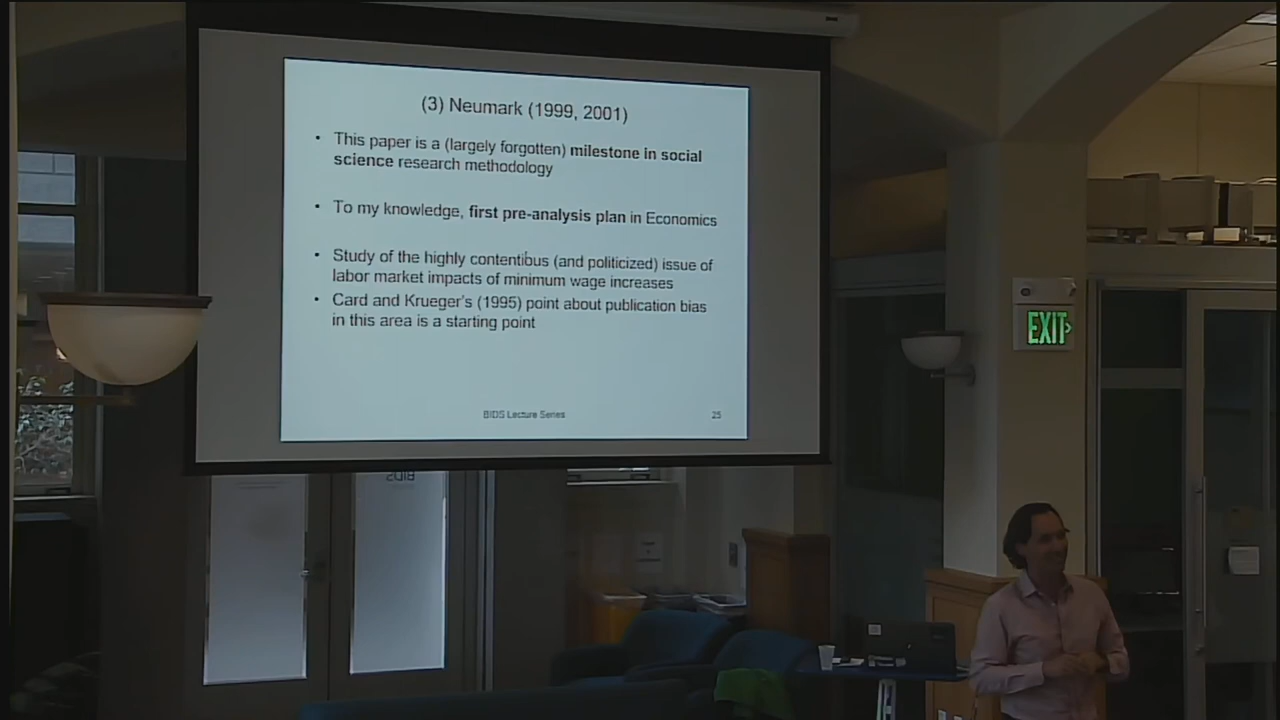 (3) Neumark (1999, 2001)
• This paper is a (largely forgotten) milestone in social
science research methodology
• To my knowledge, first pre-analysis plan in Economics
• Study of the highly contentious (and politicized) issue of
labor market impacts of minimum wage increases
• Card and Krueger's (1995) point about publication bias
in this area is a starting point
BIDS Lecture Series
25
EXIT